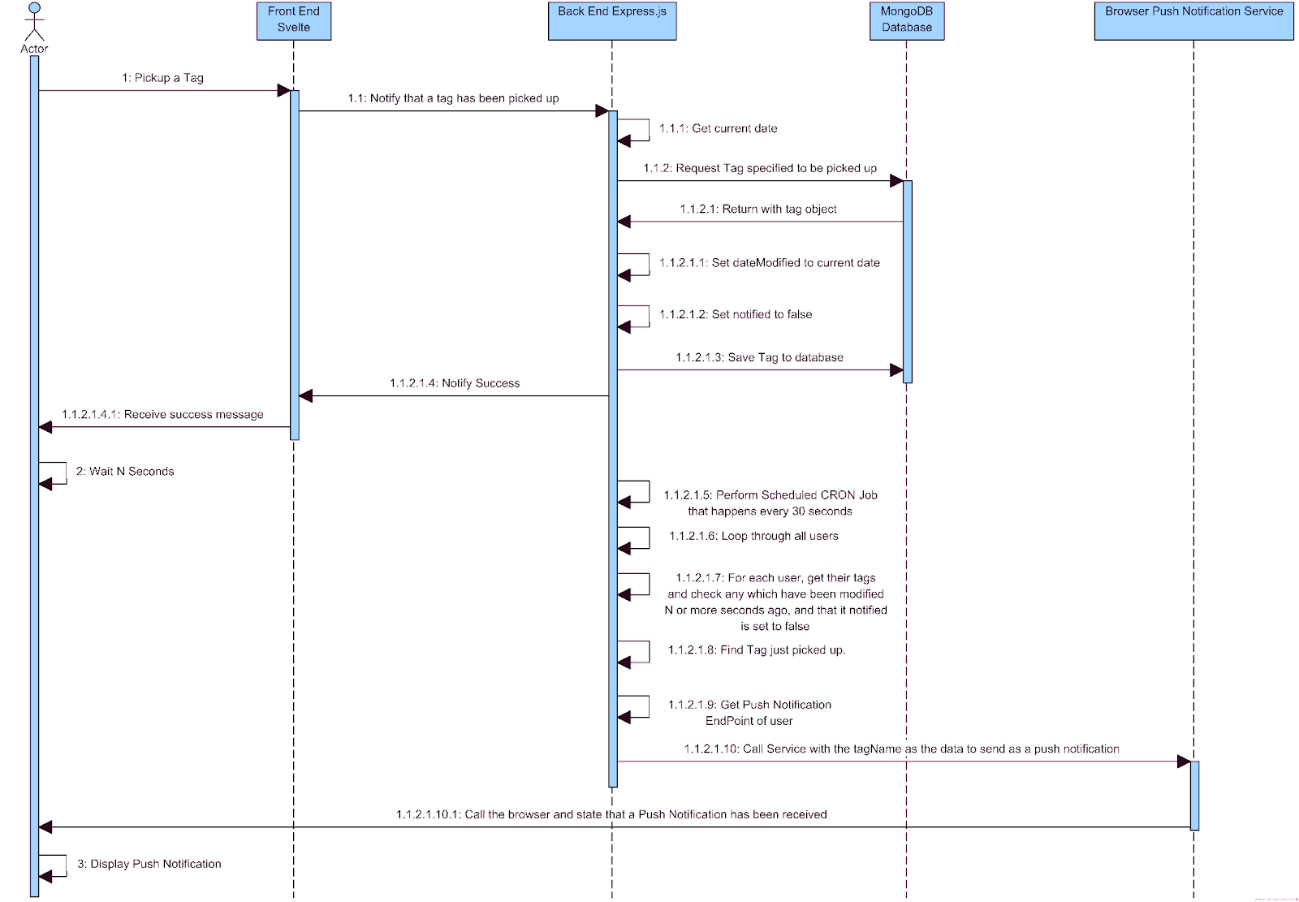 Front End
Svelte
Back End Express.js
MongoDB
Database
Browser Push Notification Service
Actor
1: Pickup a Tag
1.1: Notify that a tag has been picked up
1.1.1: Get current date
1.1.2: Request Tag specified to be picked up
1.1.2.1: Return with tag object
1.1.2.1.1: Set dateModified to current date
1.1.2.1.2: Set notified to false
1.1.2.1.3: Save Tag to database
1.1.2.1.4: Notify Success
1.1.2.1.4.1: Receive success message
2: Wait N Seconds
1.1.2.1.5: Perform Scheduled CRON Job
that happens every 30 seconds
1.1.2.1.6: Loop through all users
1.1.2.1.7: For each user, get their tags
and check any which have been modified
N or more seconds ago, and that it notified
is set to false
1.1.2.1.8: Find Tag just picked up.
1.1.2.1.9: Get Push Notification
EndPoint of user
1.1.2.1.10: Call Service with the tagName as the data to send as a push notification
1.1.2.1.10.1: Call the browser and state that a Push Notification has been received
3: Display Push Notification